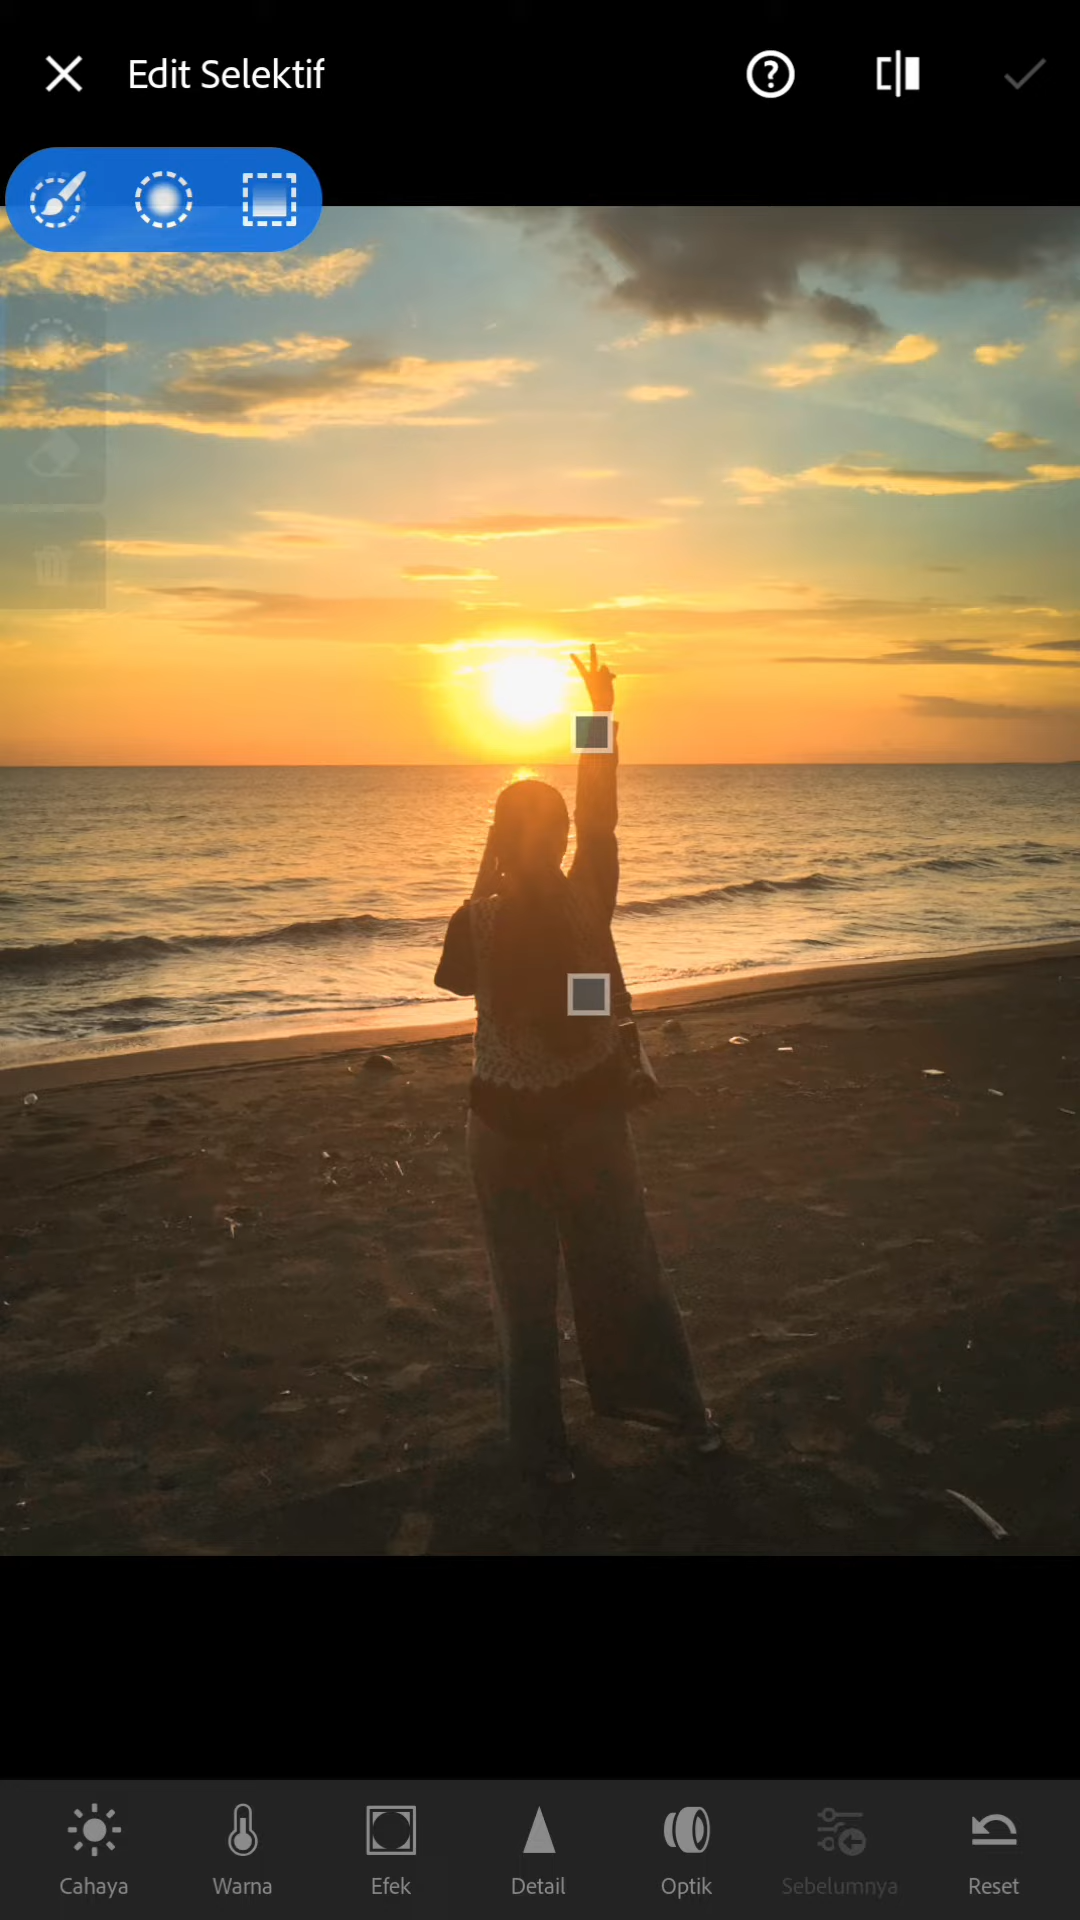 Edit Selektif
Cahaya
Warna
Efek
Detail
Optik
Sebelumnya
Reset